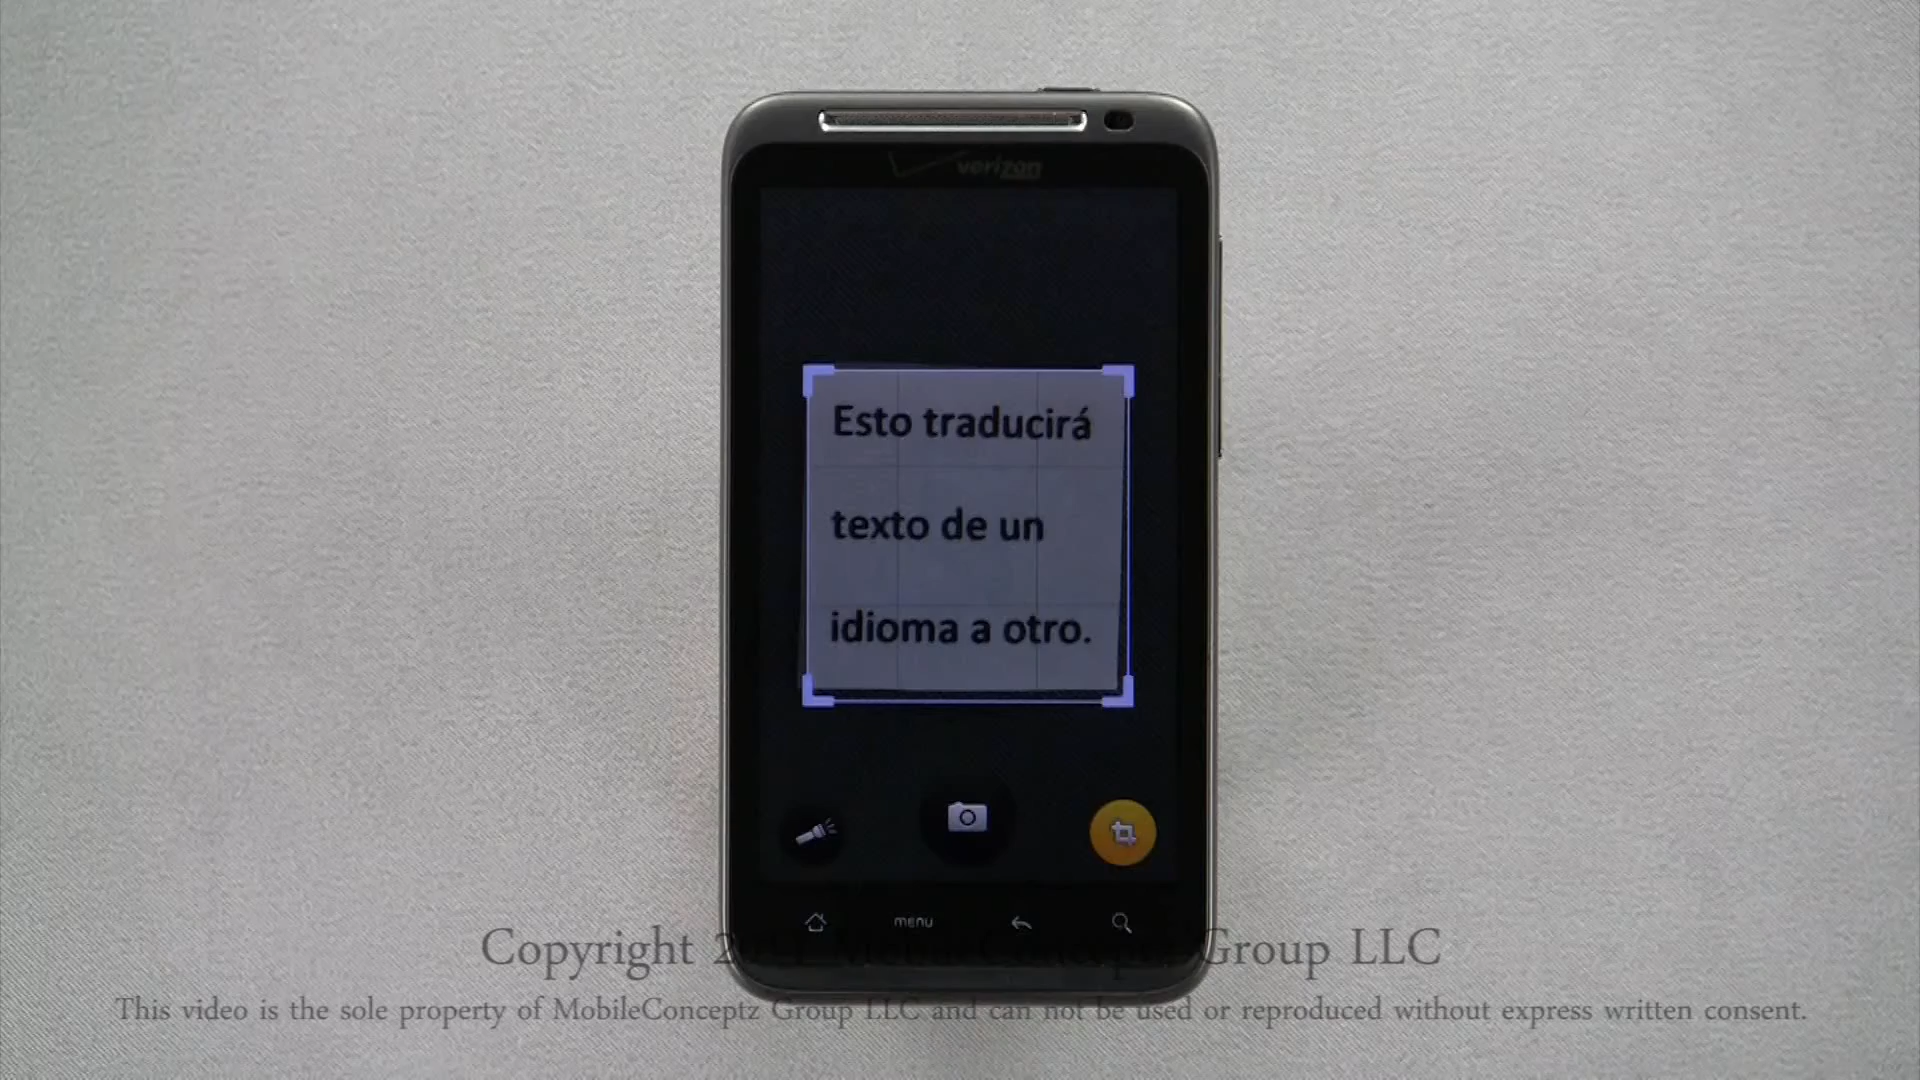 verizon
Esto traducirá
texto de un
idioma a otro.
menu
Copyright Group LLC
This video is the sole property of MobileConceptz Group LLC and can not be used or reproduced without express written consent.